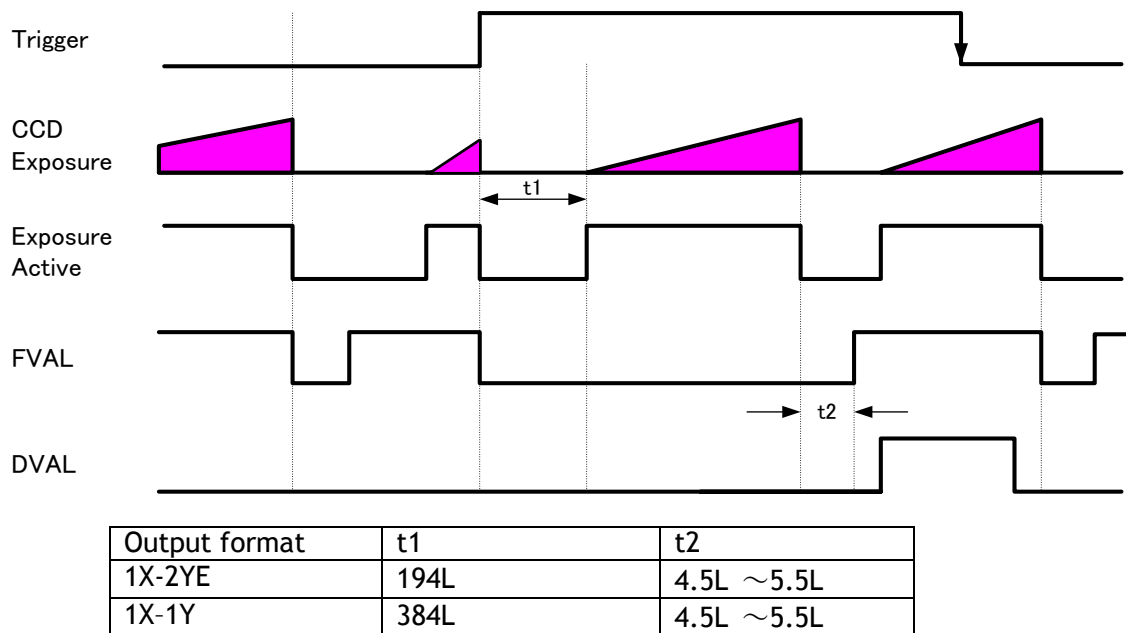 Trigger
CCD
Exposure
t1
Exposure
Active
FVAL
t2
DVAL
Output format t1 t2
1X-2YE 194L 4.5L ～5.5L
1X-1Y 384L 4.5L ～5.5L